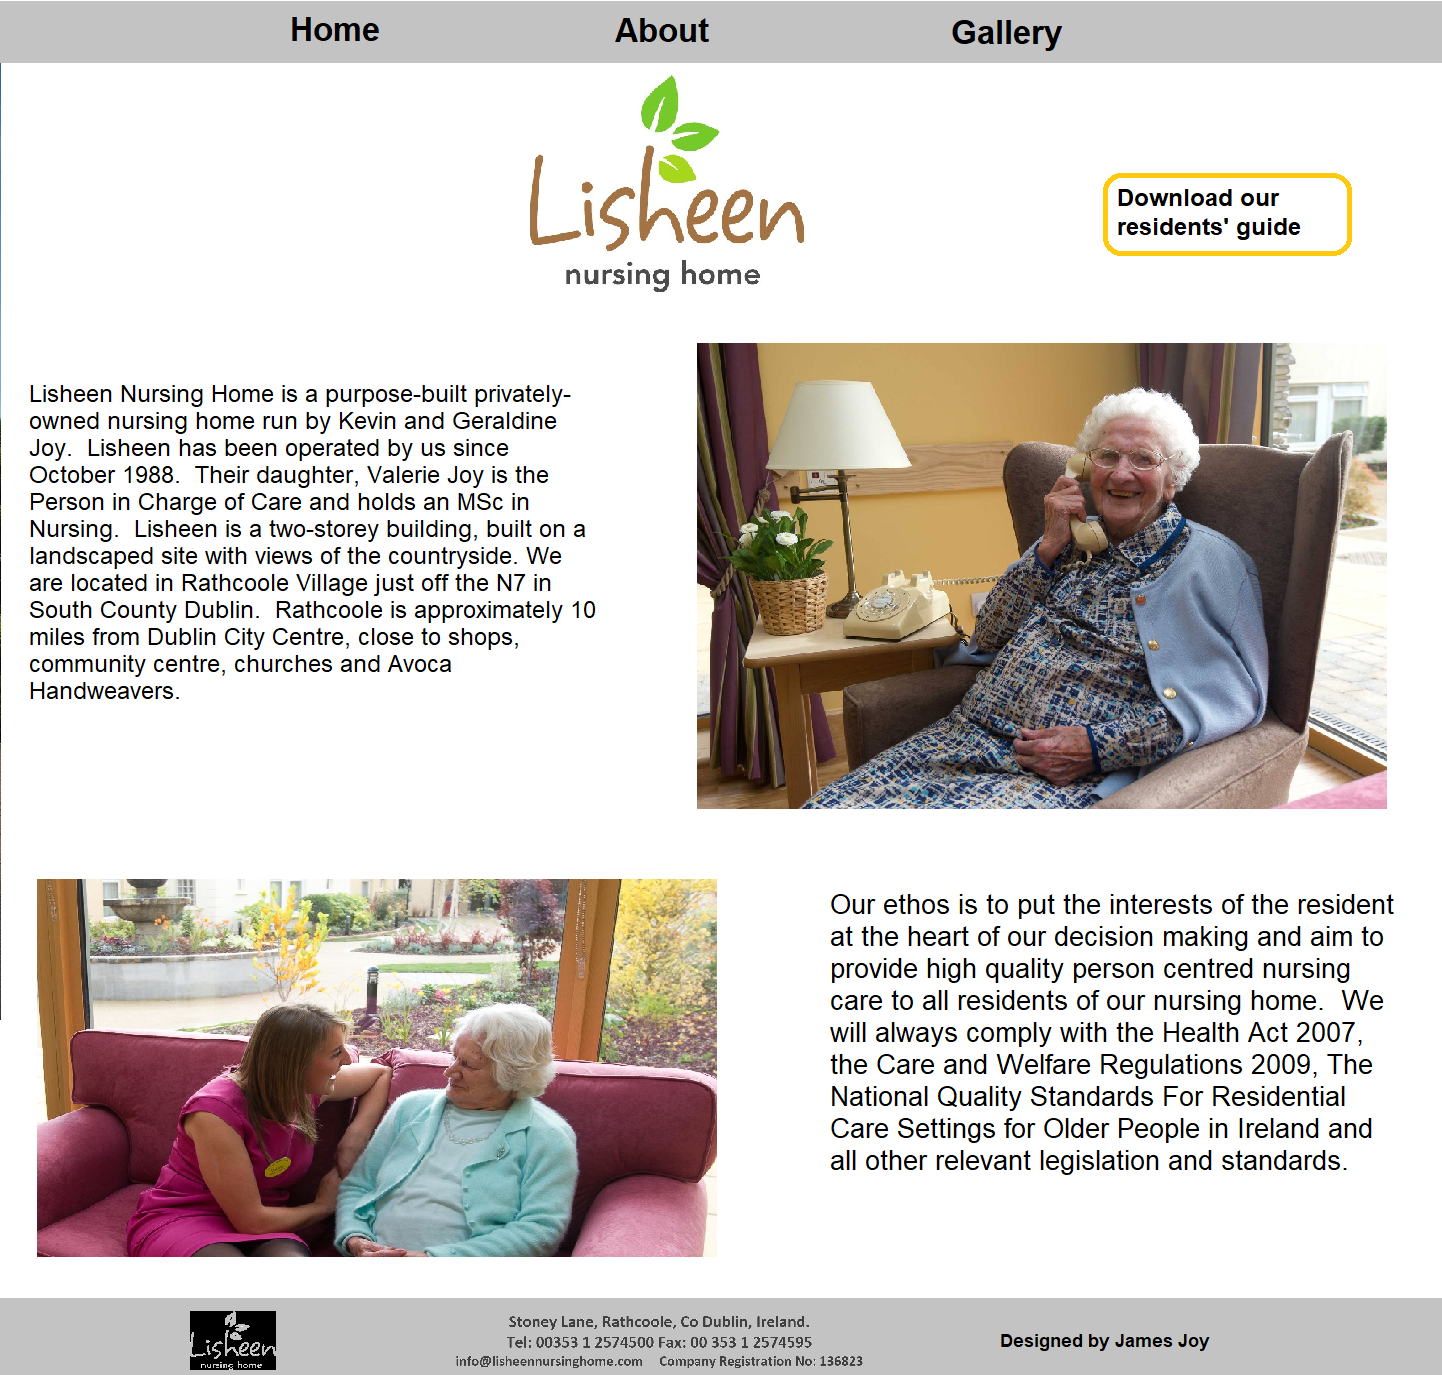 Home About Gallery
Lisheen
nursing home
Download our
residents' guide
Lisheen Nursing Home is a purpose-built privately-
owned nursing home run by Kevin and Geraldine
Joy.  Lisheen has been operated by us since
October 1988.  Their daughter, Valerie Joy is the
Person in Charge of Care and holds an MSc in
Nursing.  Lisheen is a two-storey building, built on a
landscaped site with views of the countryside. We
are located in Rathcoole Village just off the N7 in
South County Dublin.  Rathcoole is approximately 10
miles from Dublin City Centre, close to shops,
community centre, churches and Avoca
Handweavers.
Our ethos is to put the interests of the resident
at the heart of our decision making and aim to
provide high quality person centred nursing
care to all residents of our nursing home.  We
will always comply with the Health Act 2007,
the Care and Welfare Regulations 2009, The
National Quality Standards For Residential
Care Settings for Older People in Ireland and
all other relevant legislation and standards.
Lisheen
nursing home
Stoney Lane, Rathcoole, Co Dublin, Ireland.
Tel: 00353 1 2574500 Fax: 00 353 1 2574595
info@lisheennursinghome.com Company Registration No: 136823
Designed by James Joy